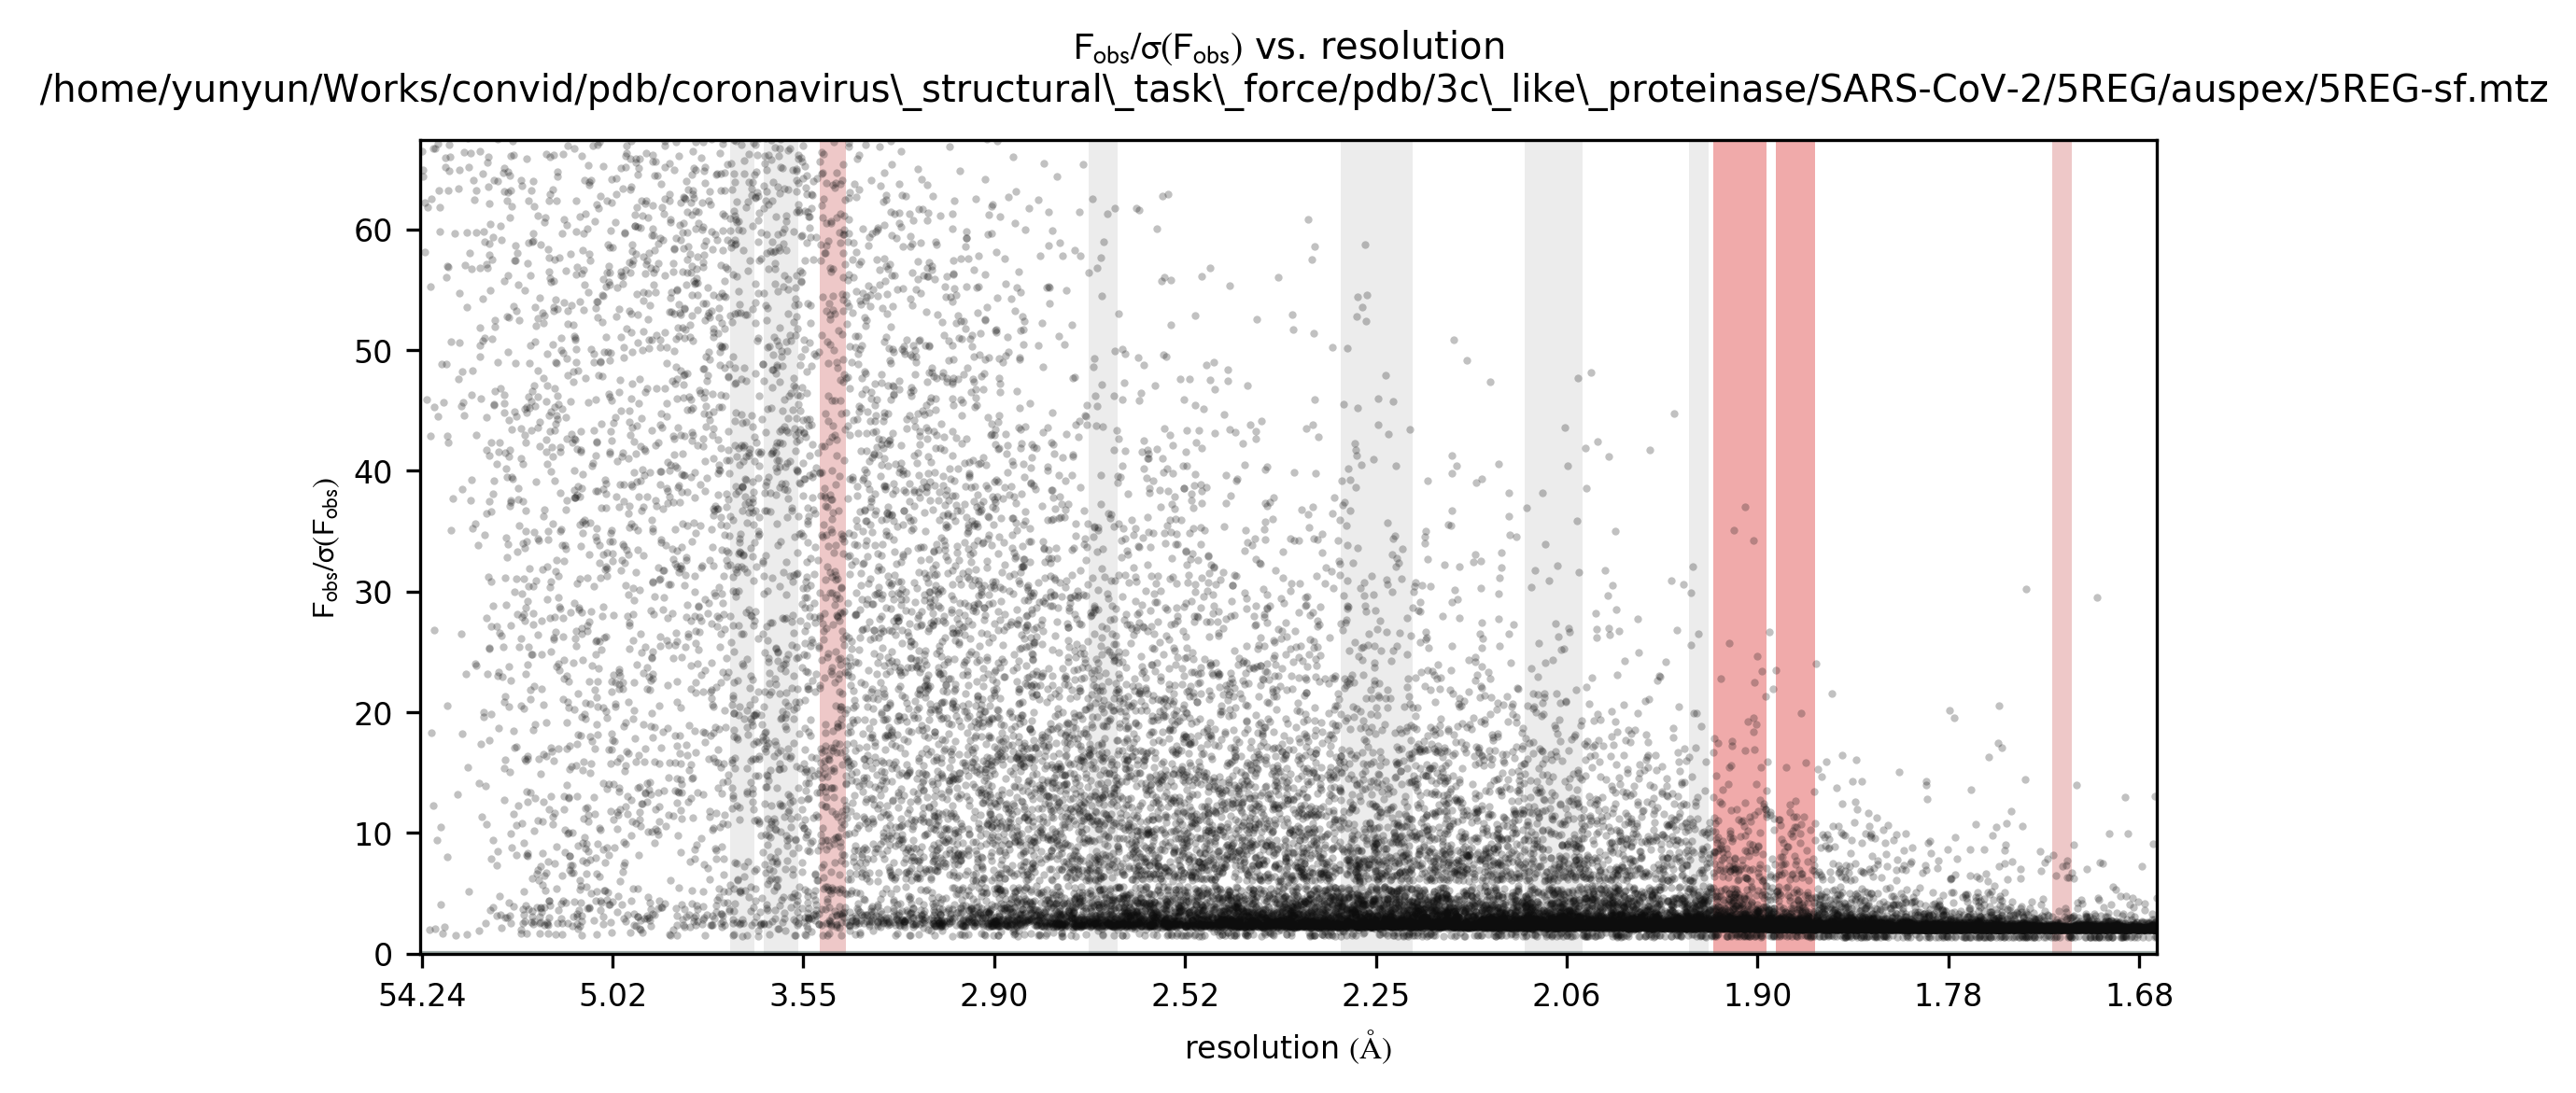 Fobs/σ(Fobs) vs. resolution
/home/yunyun/Works/convid/pdb/coronavirus\_structural\_task\_force/pdb/3c\_like\_proteinase/SARS-CoV-2/5REG/auspex/5REG-sf.mtz
Fobs/σ(Fobs)
60
50
40
30
20
10
0
54.24 5.02 3.55 2.90 2.52 2.25 2.06 1.90 1.78 1.68
resolution (Å)